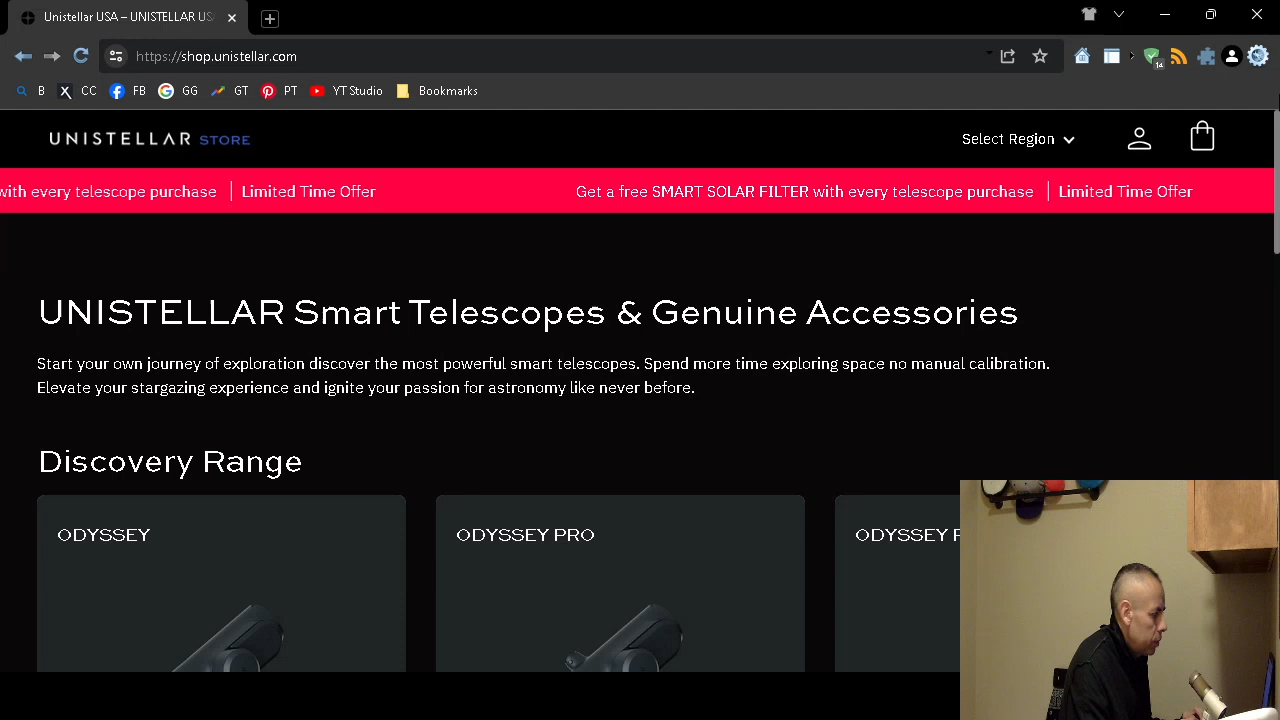 Unistellar USA – UNISTELLAR US
https://shop.unistellar.com
14
B
CC
FB
GG
GT
PT
YT Studio
Bookmarks
UNISTELLAR STORE
Select Region
with every telescope purchase | Limited Time Offer
Get a free SMART SOLAR FILTER with every telescope purchase | Limited Time Offer
UNISTELLAR Smart Telescopes & Genuine Accessories
Start your own journey of exploration discover the most powerful smart telescopes. Spend more time exploring space no manual calibration.
Elevate your stargazing experience and ignite your passion for astronomy like never before.
Discovery Range
ODYSSEY
ODYSSEY PRO
ODYSSEY P